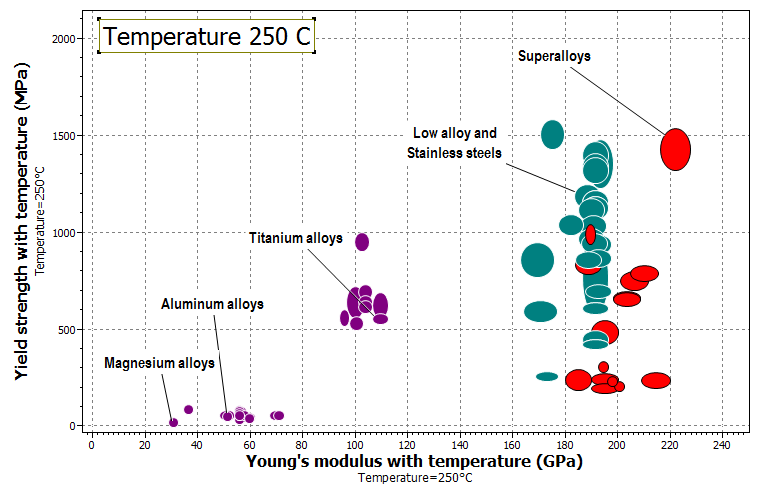 Temperature 250 C
Superalloys
Low alloy and
Stainless steels
Titanium alloys
Aluminum alloys
Magnesium alloys
Yield strength with temperature (MPa)
Temperature=250°C
2000
1500
1000
500
0
0 20 40 60 80 100 120 140 160 180 200 220 240
Young's modulus with temperature (GPa)
Temperature=250°C